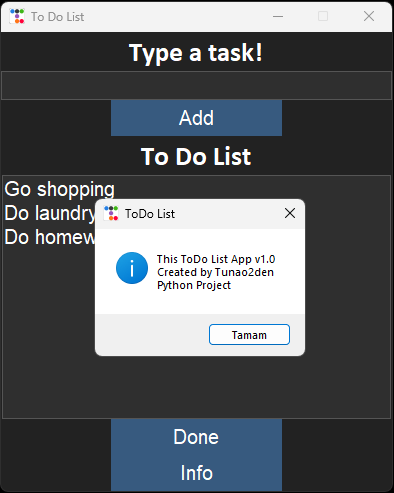 To Do List
Type a task!
Add
To Do List
Go shopping
Do laundry
Do homew
ToDo List
This ToDo List App v1.0
Created by Tunao2den
Python Project
Tamam
Done
Info